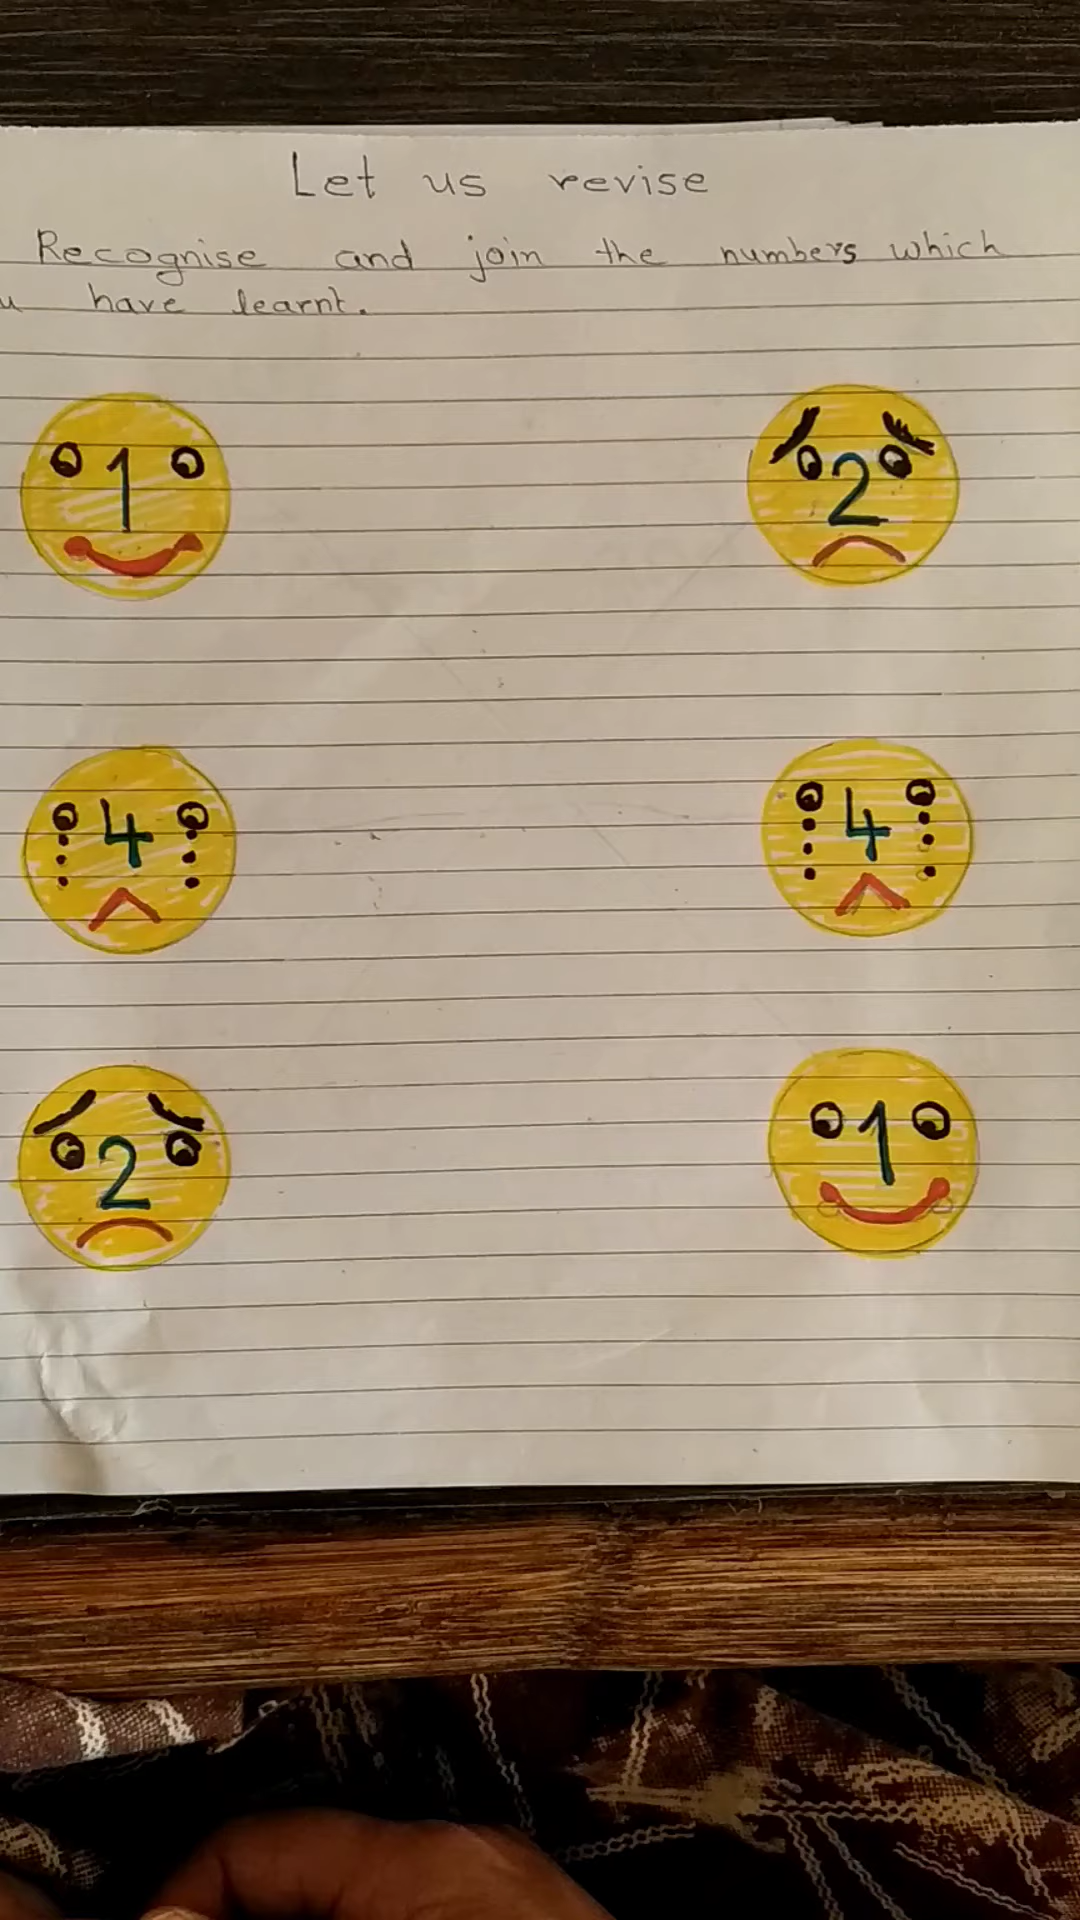 Let us revise
Recognise and join the numbers which
u have learnt.
1 2
4 4
2 1